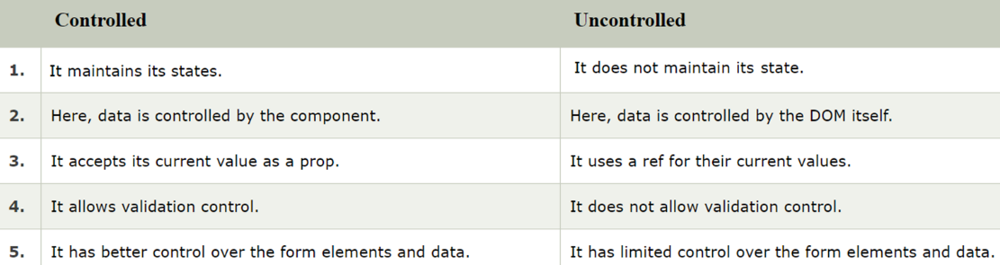 Controlled Uncontrolled
1. It maintains its states. It does not maintain its state.
2. Here, data is controlled by the component. Here, data is controlled by the DOM itself.
3. It accepts its current value as a prop. It uses a ref for their current values.
4. It allows validation control. It does not allow validation control.
5. It has better control over the form elements and data. It has limited control over the form elements and data.